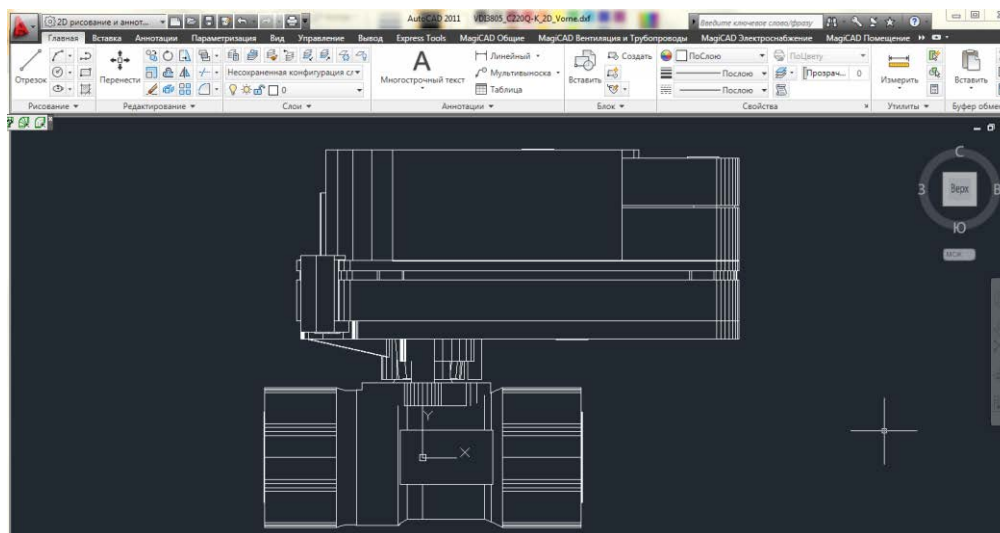 2D рисование и аннот...
AutoCAD 2011 VDI3805_C220Q-K_2D_Vorne.dxf
Введите ключевое слово/фразу
Главная Вставка Аннотации Параметризация Вид Управление Вывод Express Tools MagiCAD Общие MagiCAD Вентиляция и Трубопроводы MagiCAD Электроснабжение MagiCAD Помещение
Отрезок
Перенести
Несохраненная конфигурация сл
0
Многострочный текст
Линейный
Мультивыноска
Таблица
Вставить
Создать
ПоСлою
Послою
Послою
ПоЦвету
Прозрач... 0
Измерить
Вставить
Рисование Редактирование Слои Аннотации Блок Свойства Утилиты Буфер обме
С
З Верх В
Ю
МСК
Y
X